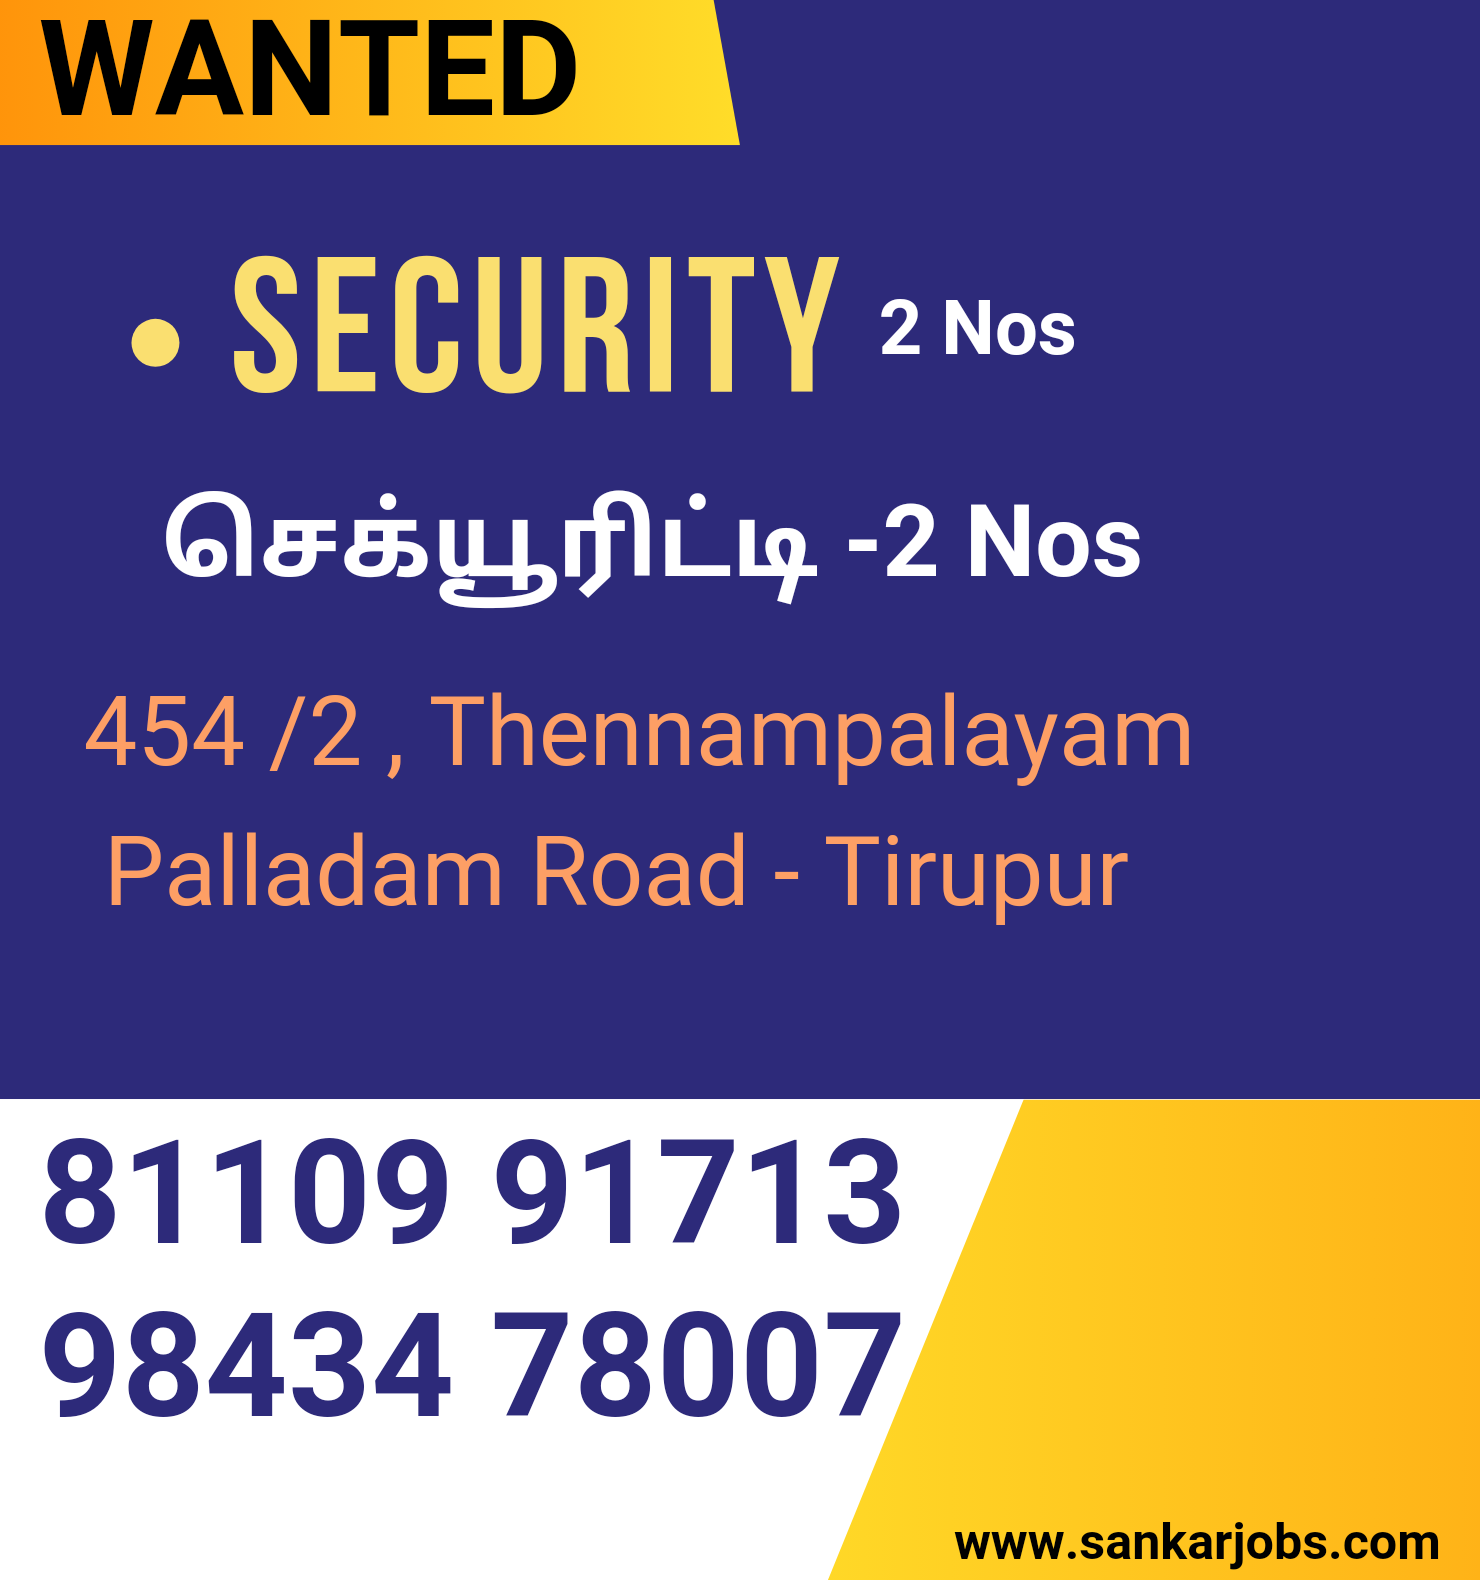 WANTED
• SECURITY 2 Nos
செக்யூரிட்டி -2 Nos
454 /2 , Thennampalayam
Palladam Road - Tirupur
81109 91713
98434 78007
www.sankarjobs.com